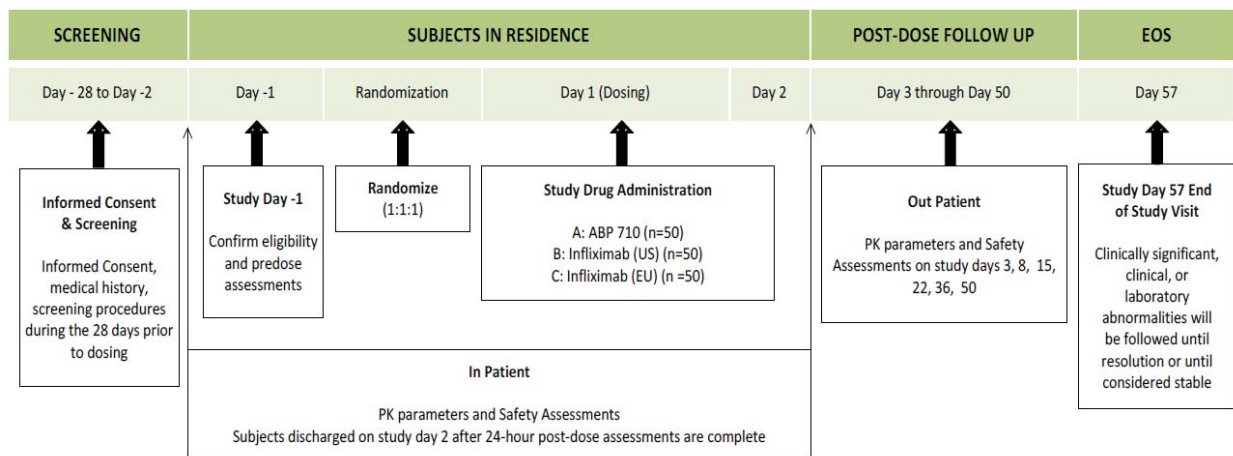 SCREENING
SUBJECTS IN RESIDENCE
POST-DOSE FOLLOW UP
EOS
Day - 28 to Day -2
Day -1
Randomization
Day 1 (Dosing)
Day 2
Day 3 through Day 50
Day 57
Informed Consent
& Screening
Informed Consent,
medical history,
screening procedures
during the 28 days prior
to dosing
Study Day -1
Confirm eligibility
and predose
assessments
Randomize
(1:1:1)
Study Drug Administration
A: ABP 710 (n=50)
B: Infliximab (US) (n=50)
C: Infliximab (EU) (n =50)
Out Patient
PK parameters and Safety
Assessments on study days 3, 8, 15,
22, 36, 50
Study Day 57 End
of Study Visit
Clinically significant,
clinical, or
laboratory
abnormalities will
be followed until
resolution or until
considered stable
In Patient
PK parameters and Safety Assessments
Subjects discharged on study day 2 after 24-hour post-dose assessments are complete